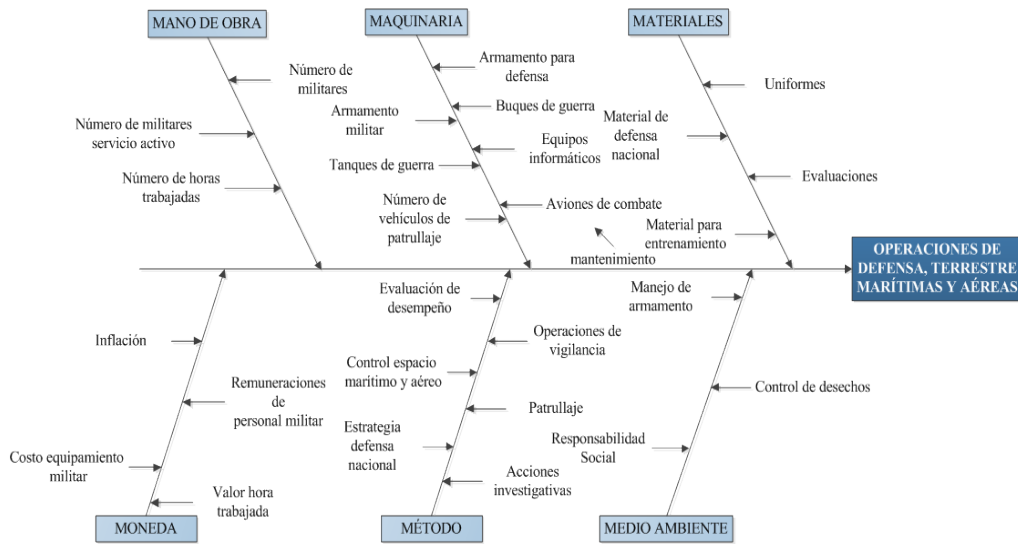 MANO DE OBRA
MAQUINARIA
MATERIALES
Número de
militares
Número de militares
servicio activo
Número de horas
trabajadas
Armamento para
defensa
Buques de guerra
Armamento
militar
Equipos
informáticos
Tanques de guerra
Aviones de combate
Número de
vehículos de
patrullaje
mantenimiento
Uniformes
Material de
defensa
nacional
Evaluaciones
Material para
entrenamiento
OPERACIONES DE
DEFENSA, TERRESTRE
MARÍTIMAS Y AÉREAS
Inflación
Remuneraciones
de
personal militar
Costo equipamiento
militar
Valor hora
trabajada
Evaluación de
desempeño
Operaciones de
vigilancia
Control espacio
marítimo y aéreo
Patrullaje
Estrategia
defensa
nacional
Acciones
investigativas
Manejo de
armamento
Control de desechos
Responsabilidad
Social
MONEDA
MÉTODO
MEDIO AMBIENTE